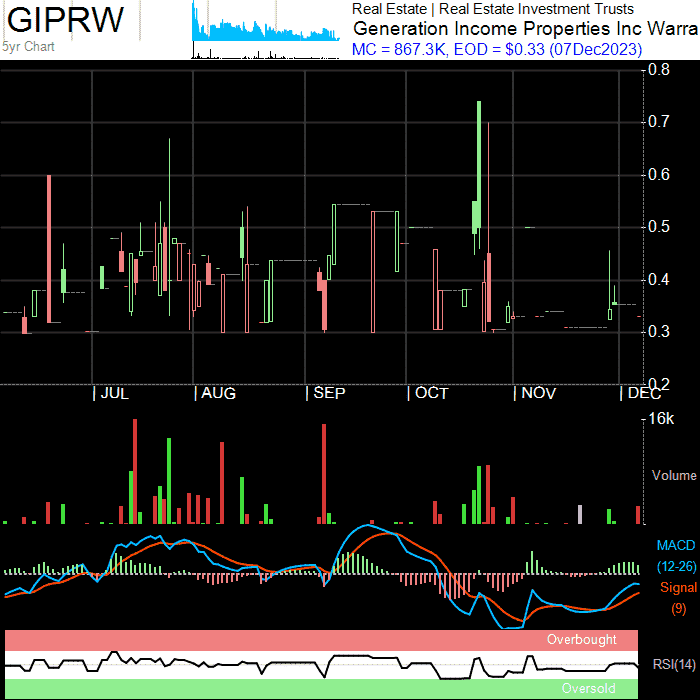 GIPRW
5yr Chart
Real Estate | Real Estate Investment Trusts
Generation Income Properties Inc Warra
MC = 867.3K, EOD = $0.33 (07Dec2023)
0.8
0.7
0.6
0.5
0.4
0.3
0.2
| JUL | AUG | SEP | OCT | NOV | DEC
16k
Volume
MACD
(12-26)
Signal
(9)
Overbought
RSI(14)
Oversold